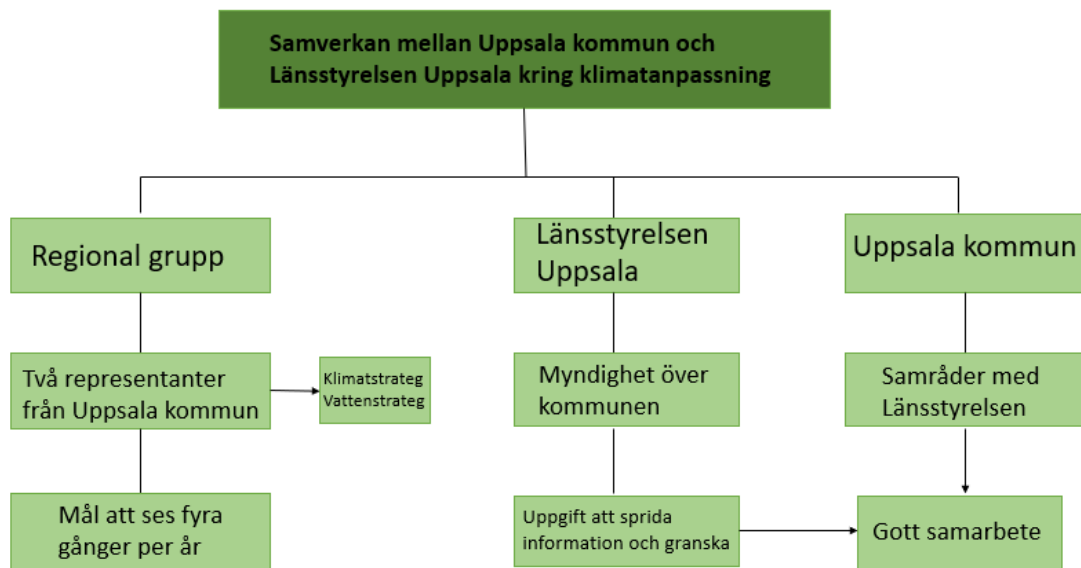 Samverkan mellan Uppsala kommun och
Länsstyrelsen Uppsala kring klimatanpassning
Regional grupp
Länsstyrelsen
Uppsala
Uppsala kommun
Två representanter
från Uppsala kommun
Klimatstrateg
Vattenstrateg
Myndighet över
kommunen
Samråder med
Länsstyrelsen
Mål att ses fyra
gånger per år
Uppgift att sprida
information och granska
Gott samarbete